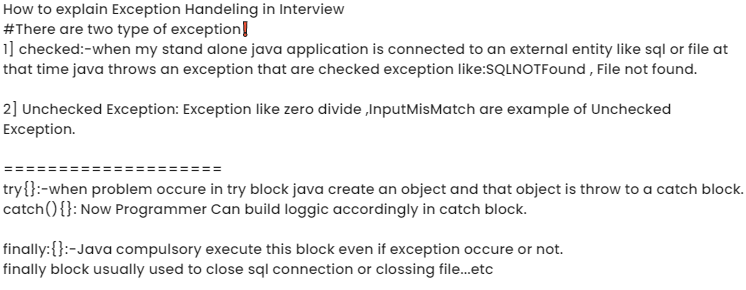 How to explain Exception Handeling in Interview
#There are two type of exception❗
1] checked:-when my stand alone java application is connected to an external entity like sql or file at
that time java throws an exception that are checked exception like:SQLNOTFound , File not found.
2] Unchecked Exception: Exception like zero divide ,InputMisMatch are example of Unchecked
Exception.
====================
try{}:-when problem occure in try block java create an object and that object is throw to a catch block.
catch(){}: Now Programmer Can build loggic accordingly in catch block.
finally:{}:-Java compulsory execute this block even if exception occure or not.
finally block usually used to close sql connection or clossing file...etc